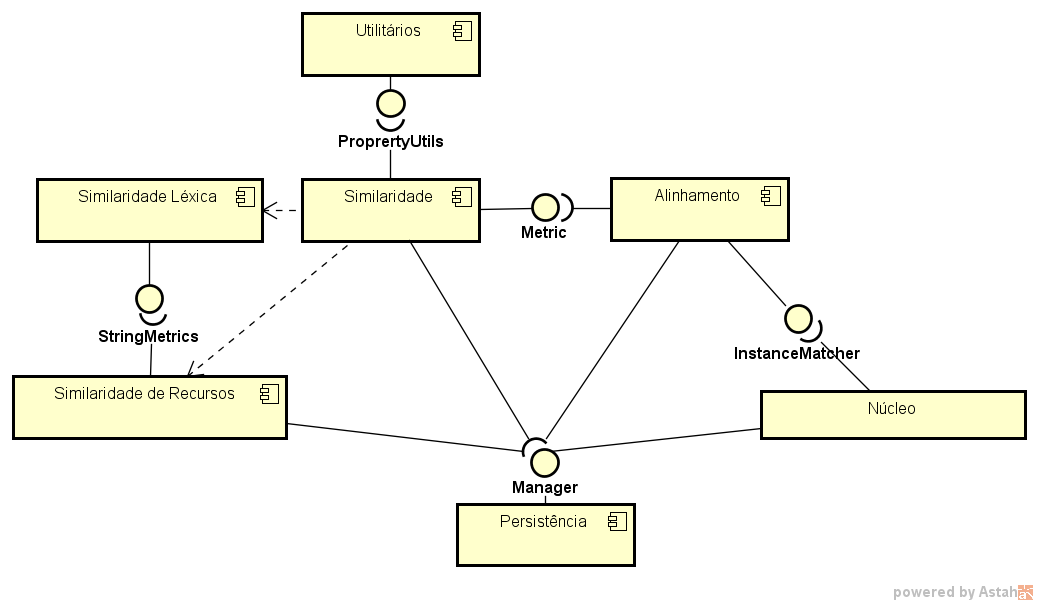 Utilitários
ProprertyUtils
Similaridade Léxica
Similaridade
Alinhamento
Metric
StringMetrics
InstanceMatcher
Similaridade de Recursos
Núcleo
Manager
Persistência
powered by Astah